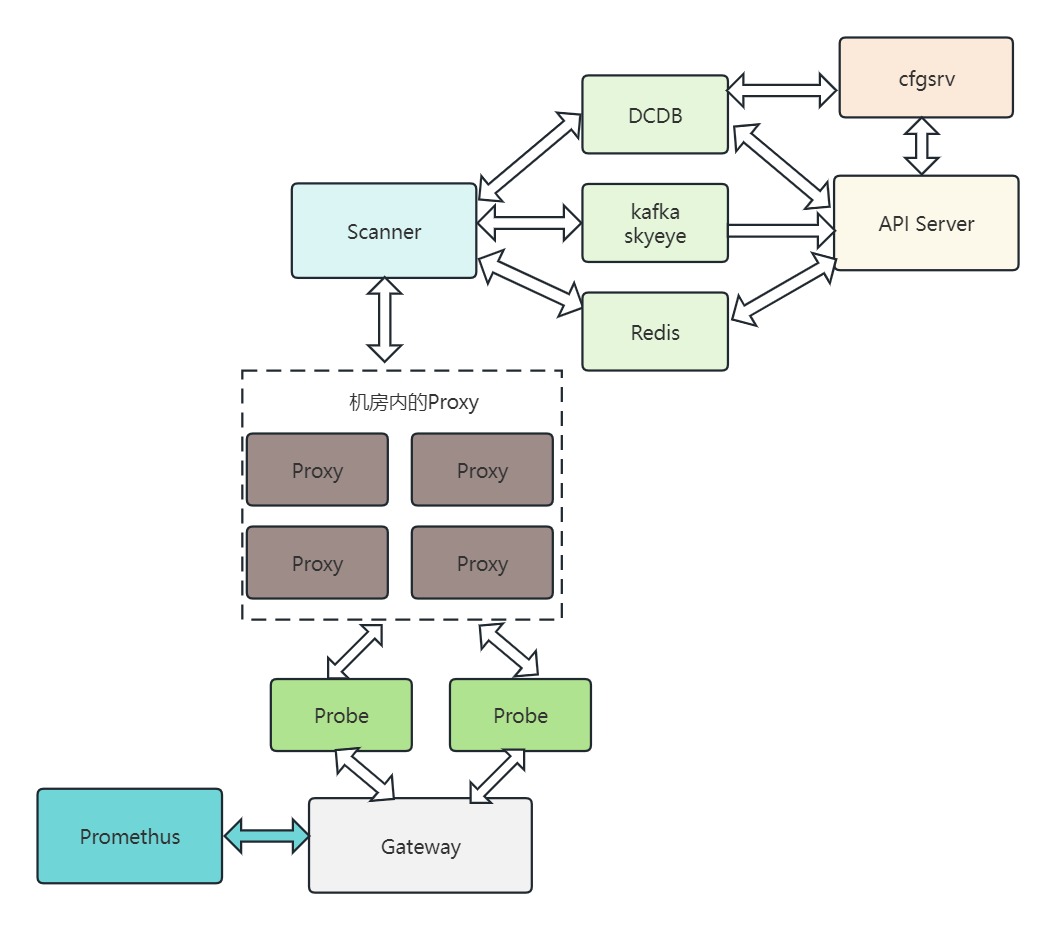 cfgsrv
DCDB
Scanner
kafka
skyeye
API Server
Redis
机房内的Proxy
Proxy
Proxy
Proxy
Proxy
Probe
Probe
Promethus
Gateway